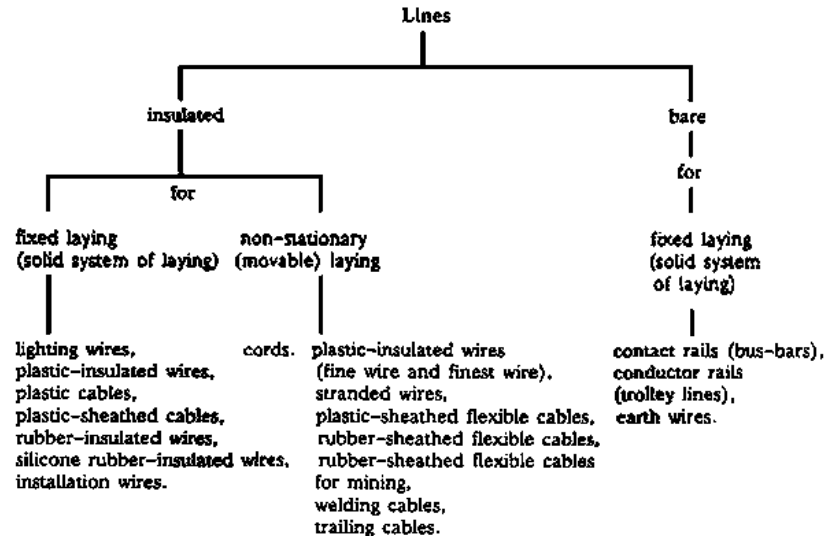 Lines
insulated
bare
for
for
fixed laying
(solid system of laying)
non-stationary
(movable) laying
fixed laying
(solid system
of laying)
lighting wires,
plastic-insulated wires,
plastic cables,
plastic-sheathed cables,
rubber-insulated wires,
silicone rubber-insulated wires,
installation wires.
cords. plastic-insulated wires
(fine wire and finest wire),
stranded wires,
plastic-sheathed flexible cables,
rubber-sheathed flexible cables,
rubber-sheathed flexible cables
for mining,
welding cables,
trailing cables.
contact rails (bus-bars),
conductor rails
(trolley lines),
earth wires.